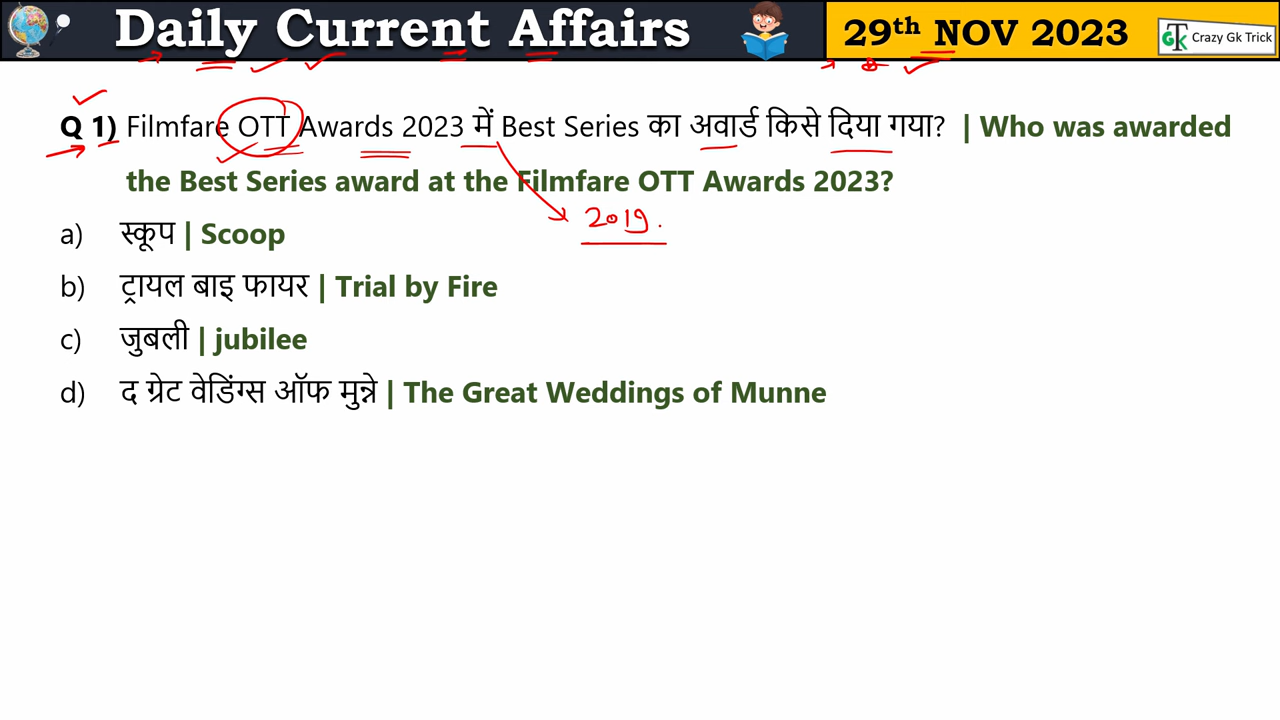 Daily Current Affairs
29th NOV 2023
GK Crazy Gk Trick
Q 1) Filmfare OTT Awards 2023 में Best Series का अवार्ड किसे दिया गया? | Who was awarded
the Best Series award at the Filmfare OTT Awards 2023?
2019.
a) स्कूप | Scoop
b) ट्रायल बाइ फायर | Trial by Fire
c) जुबली | jubilee
d) द ग्रेट वेडिंग्स ऑफ मुन्ने | The Great Weddings of Munne